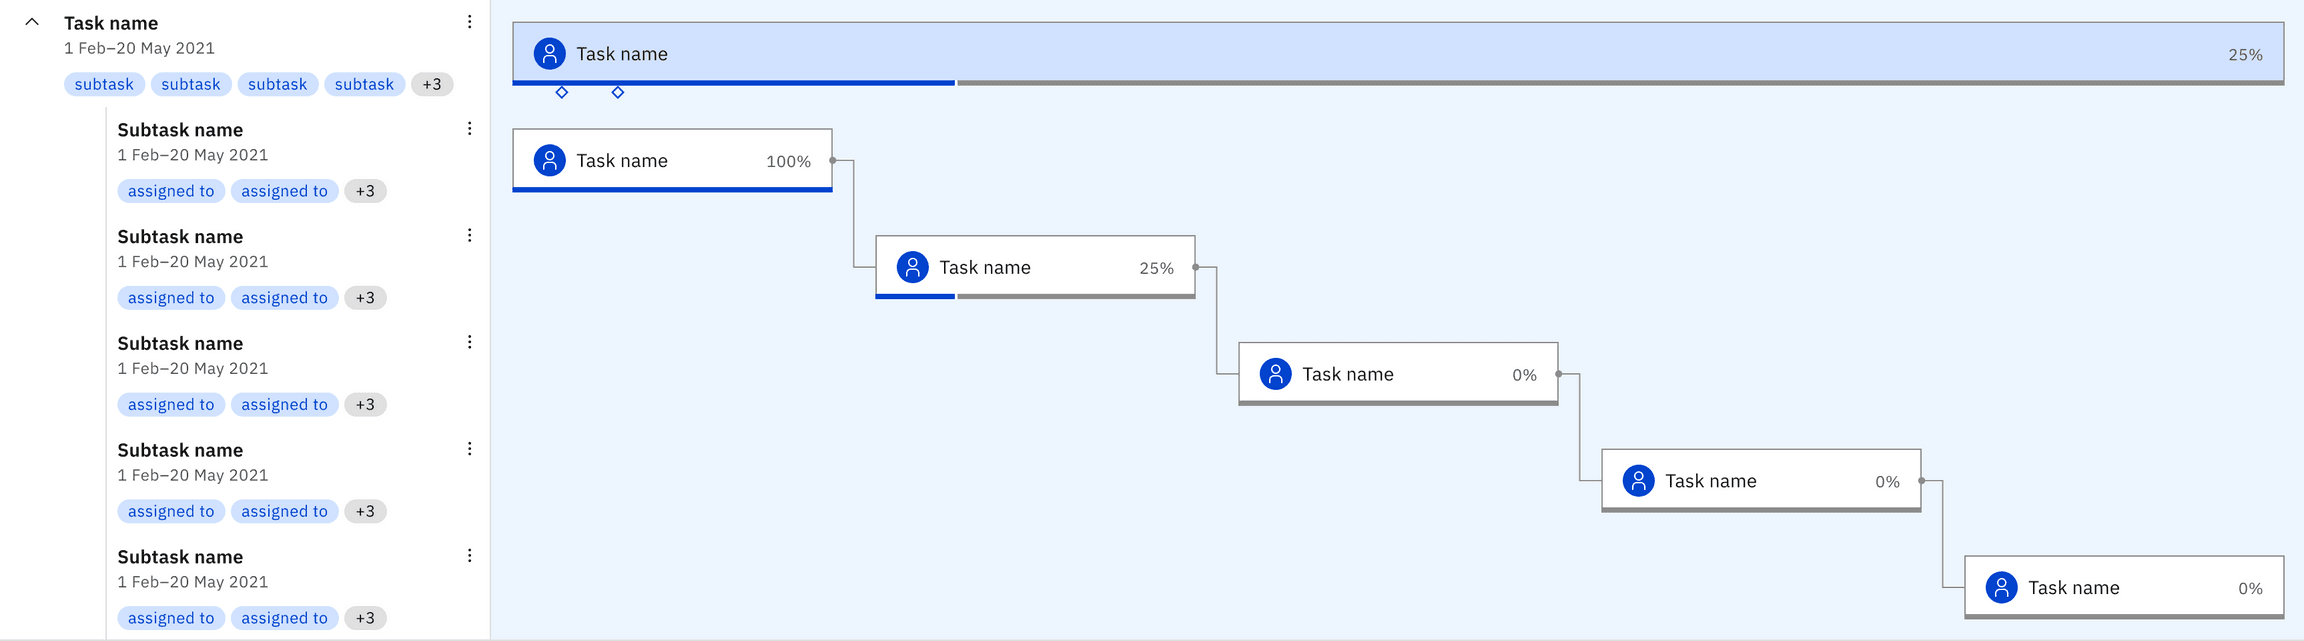 Task name
1 Feb–20 May 2021
subtask subtask subtask subtask +3
Subtask name
1 Feb–20 May 2021
assigned to assigned to +3
Subtask name
1 Feb–20 May 2021
assigned to assigned to +3
Subtask name
1 Feb–20 May 2021
assigned to assigned to +3
Subtask name
1 Feb–20 May 2021
assigned to assigned to +3
Subtask name
1 Feb–20 May 2021
assigned to assigned to +3
Task name 25%
Task name 100%
Task name 25%
Task name 0%
Task name 0%
Task name 0%